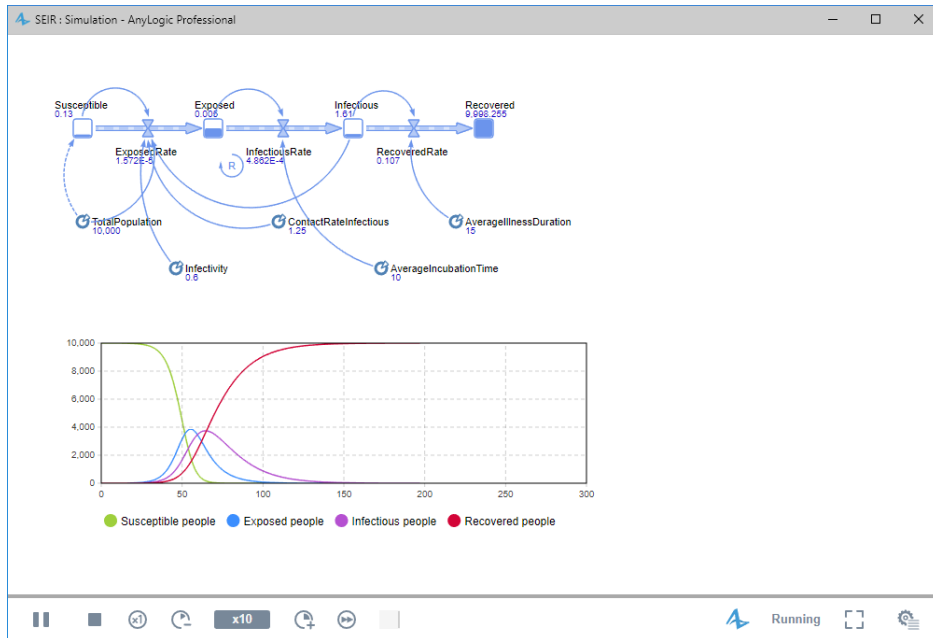 SEIR : Simulation - AnyLogic Professional
Susceptible Exposed Infectious Recovered
0.13 0.005 1.61 9,998.255
ExposedRate InfectiousRate RecoveredRate
1.572E-5 R 4.862E-4 0.107
TotalPopulation ContactRateInfectious AverageIllnessDuration
10,000 1.25 15
Infectivity AverageIncubationTime
0.6 10
10,000
8,000
6,000
4,000
2,000
0
0 50 100 150 200 250 300
Susceptible people Exposed people Infectious people Recovered people
x1 x10 Running